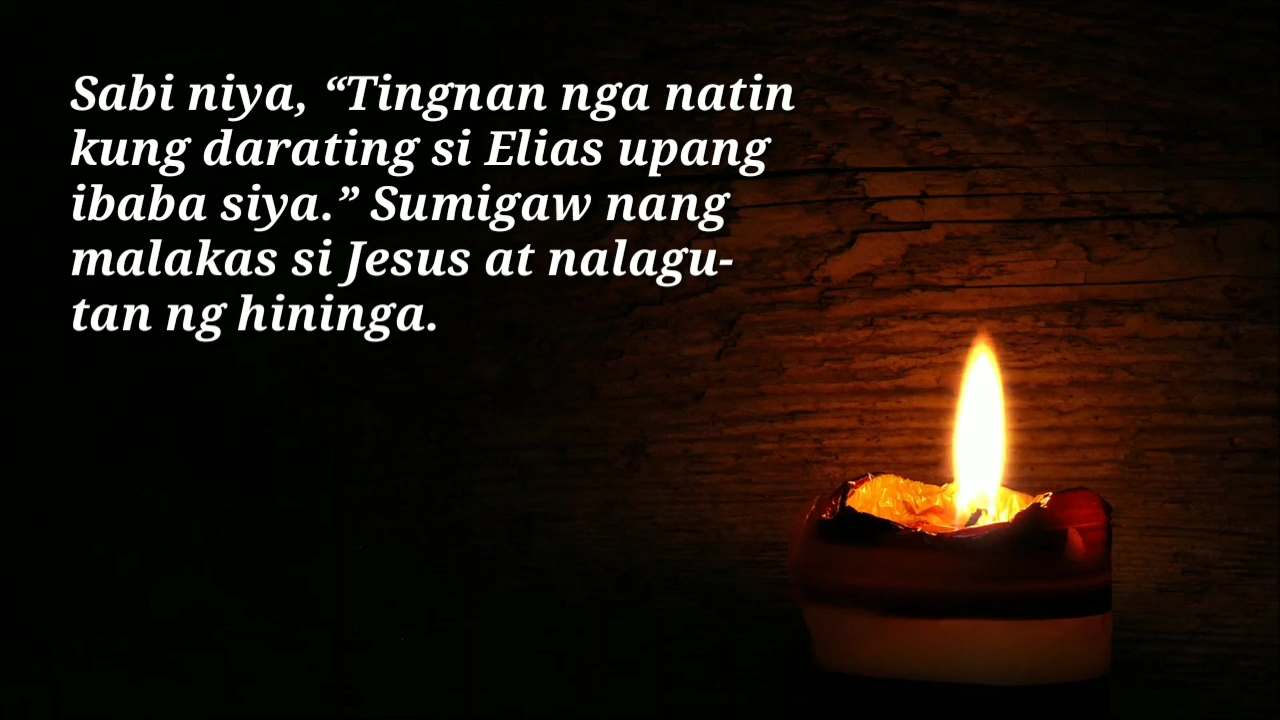 Sabi niya, “Tingnan nga natin
kung darating si Elias upang
ibaba siya.” Sumigaw nang
malakas si Jesus at nalagu-
tan ng hininga.